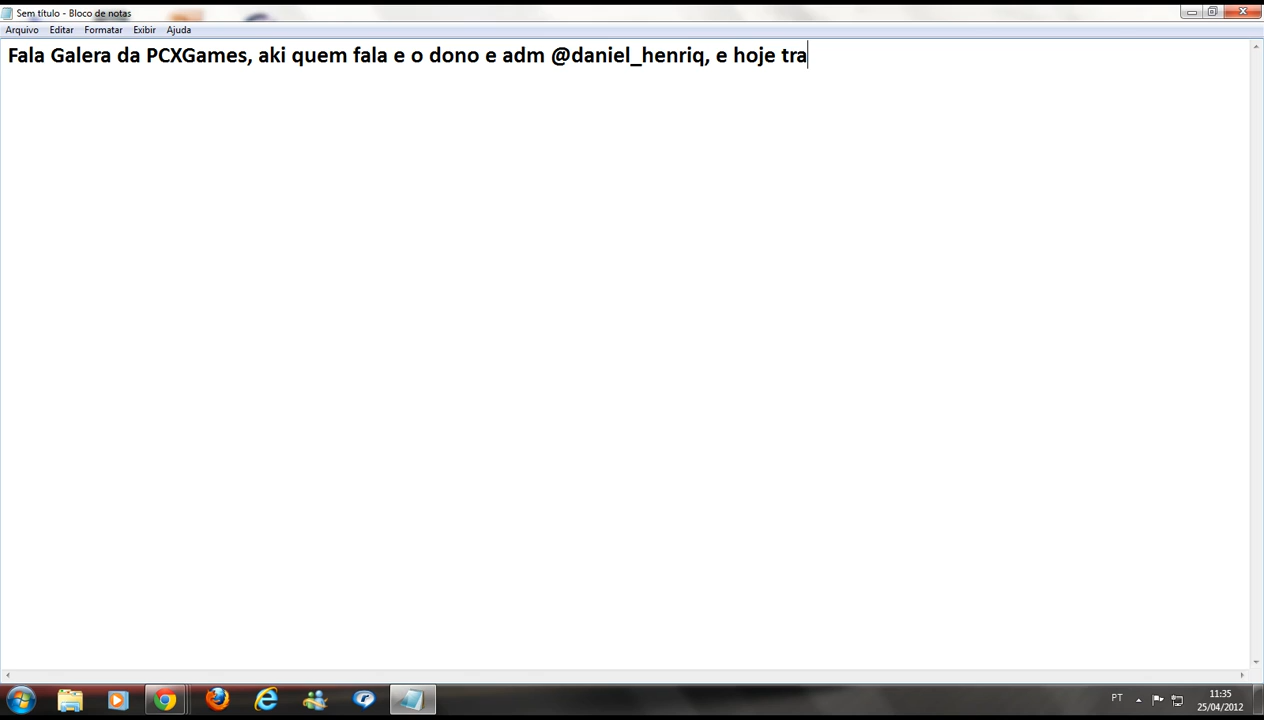 Sem título - Bloco de notas
Arquivo Editar Formatar Exibir Ajuda
Fala Galera da PCXGames, aki quem fala e o dono e adm @daniel_henriq, e hoje tra
PT
11:35
25/04/2012